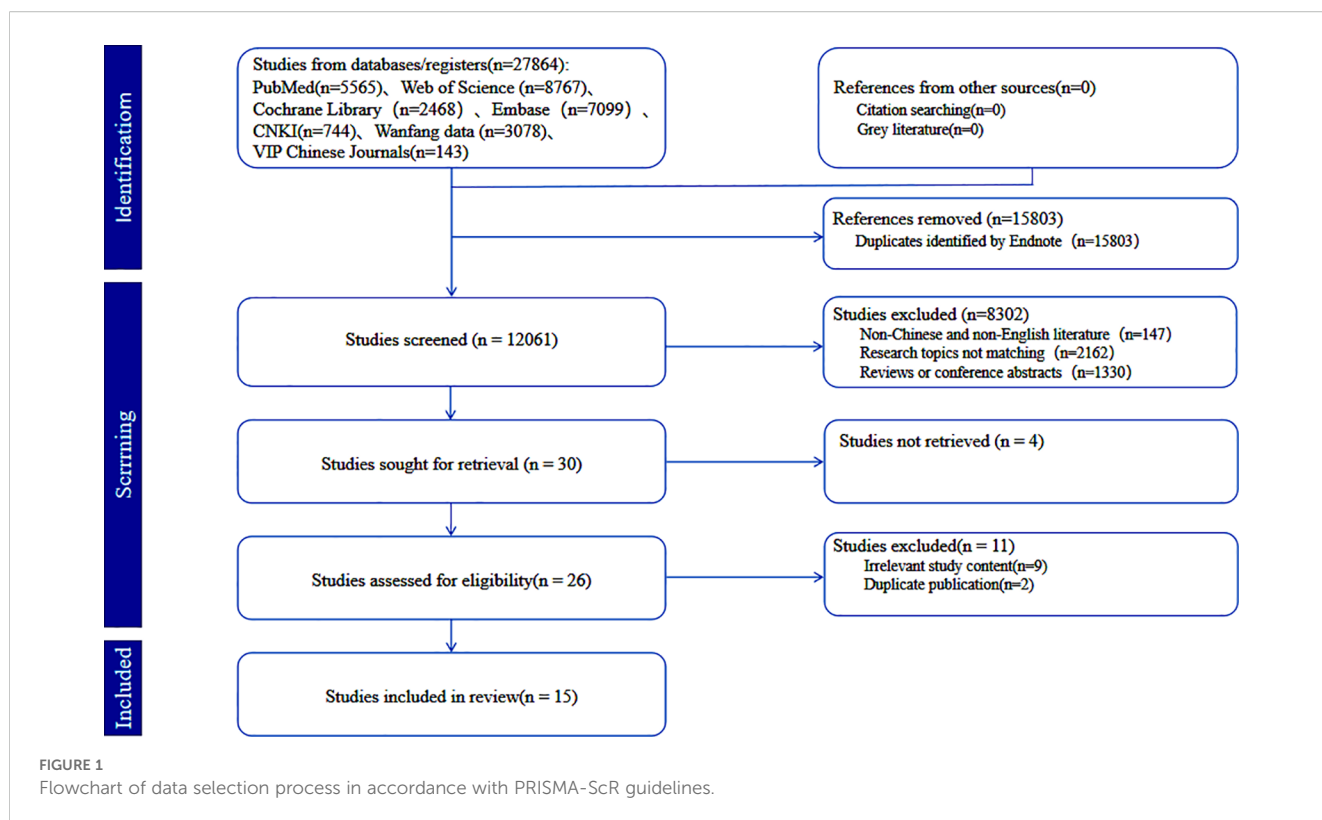 Identification
Studies from databases/registers(n=27864):
PubMed(n=5565)、Web of Science (n=8767)、
Cochrane Library（n=2468）、Embase（n=7099）、
CNKI(n=744)、Wanfang data (n=3078)、
VIP Chinese Journals(n=143)
References from other sources(n=0)
Citation searching(n=0)
Grey literature(n=0)
References removed (n=15803)
Duplicates identified by Endnote（n=15803）
Scrrrning
Studies screened (n = 12061)
Studies excluded (n=8302)
Non-Chinese and non-English literature（n=147）
Research topics not matching（n=2162）
Reviews or conference abstracts（n=1330）
Studies sought for retrieval (n = 30)
Studies not retrieved (n = 4)
Studies assessed for eligibility(n = 26)
Studies excluded(n = 11)
Irrelevant study content(n=9)
Duplicate publication(n=2)
Included
Studies included in review(n = 15)
FIGURE 1
Flowchart of data selection process in accordance with PRISMA-ScR guidelines.